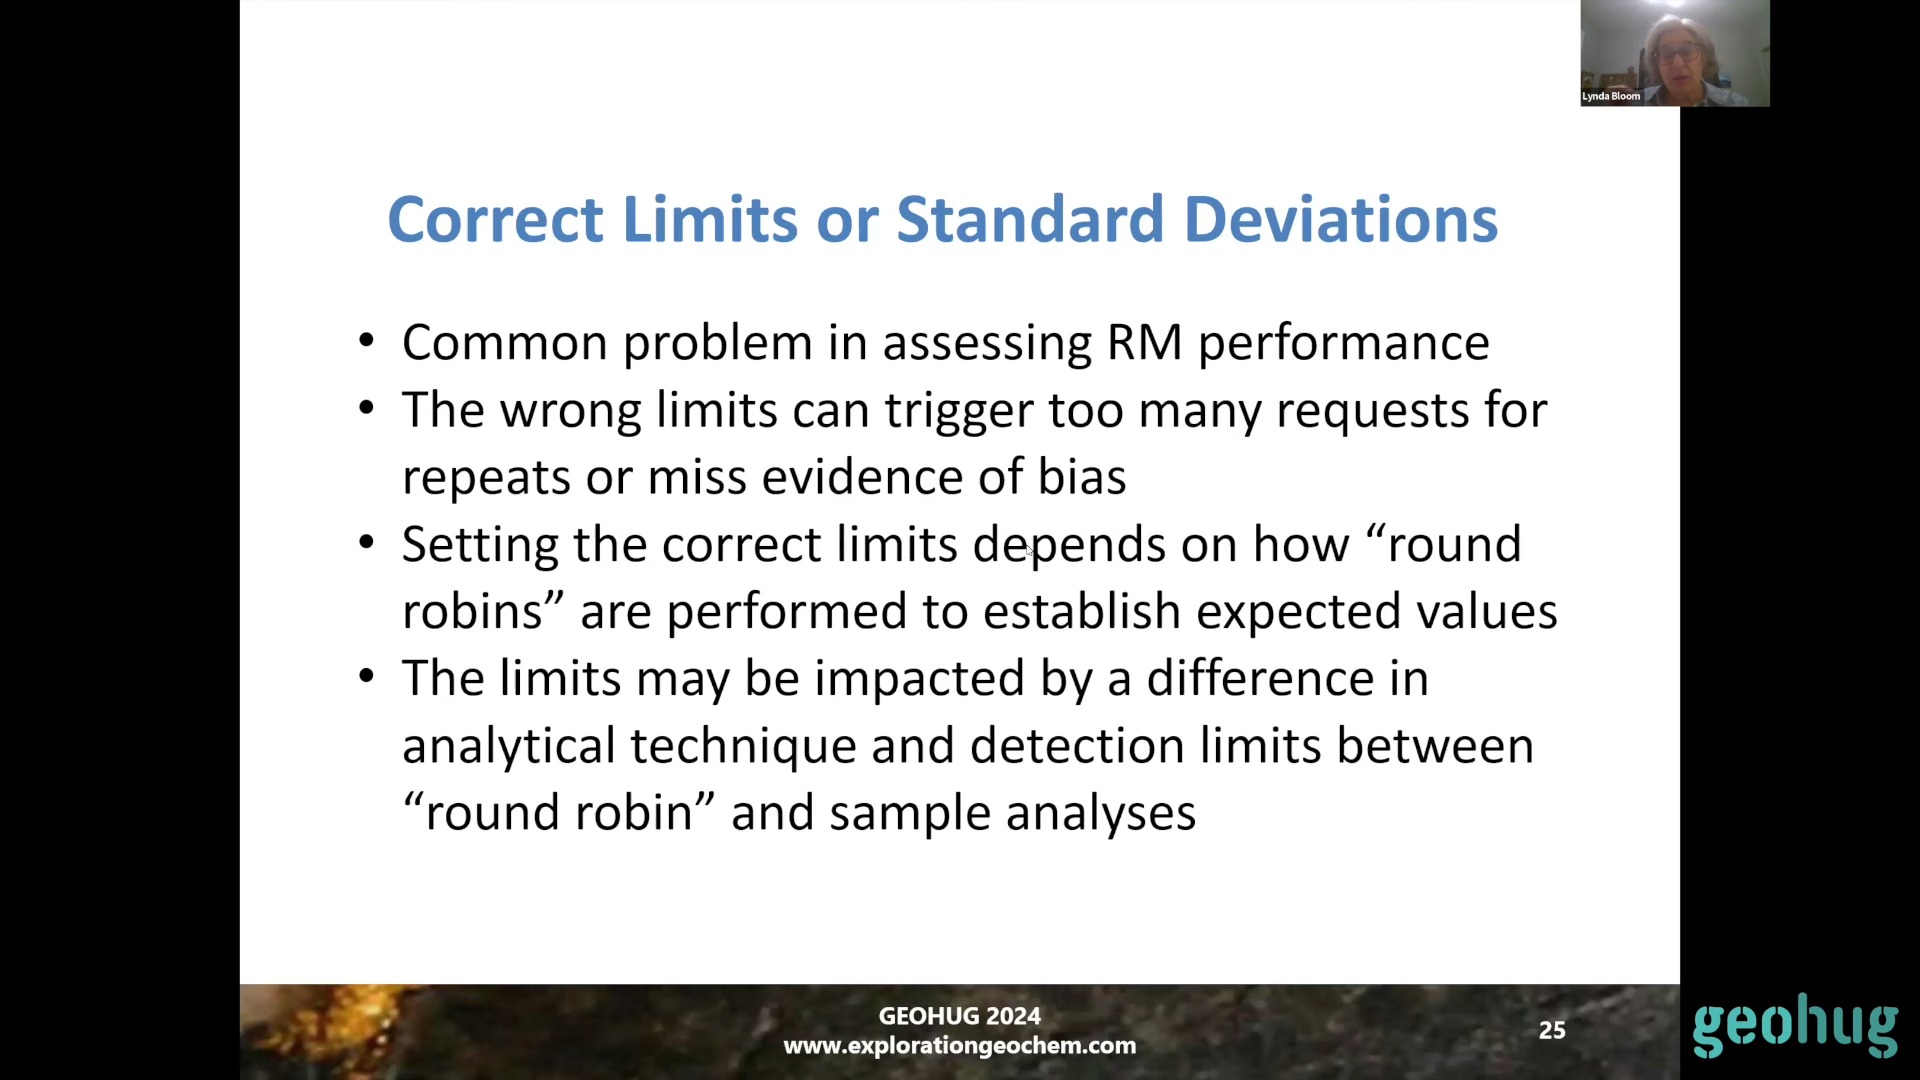 Lynda Bloom
Correct Limits or Standard Deviations
• Common problem in assessing RM performance
• The wrong limits can trigger too many requests for
repeats or miss evidence of bias
• Setting the correct limits depends on how “round
robins” are performed to establish expected values
• The limits may be impacted by a difference in
analytical technique and detection limits between
“round robin” and sample analyses
GEOHUG 2024
www.explorationgeochem.com
25
geohug